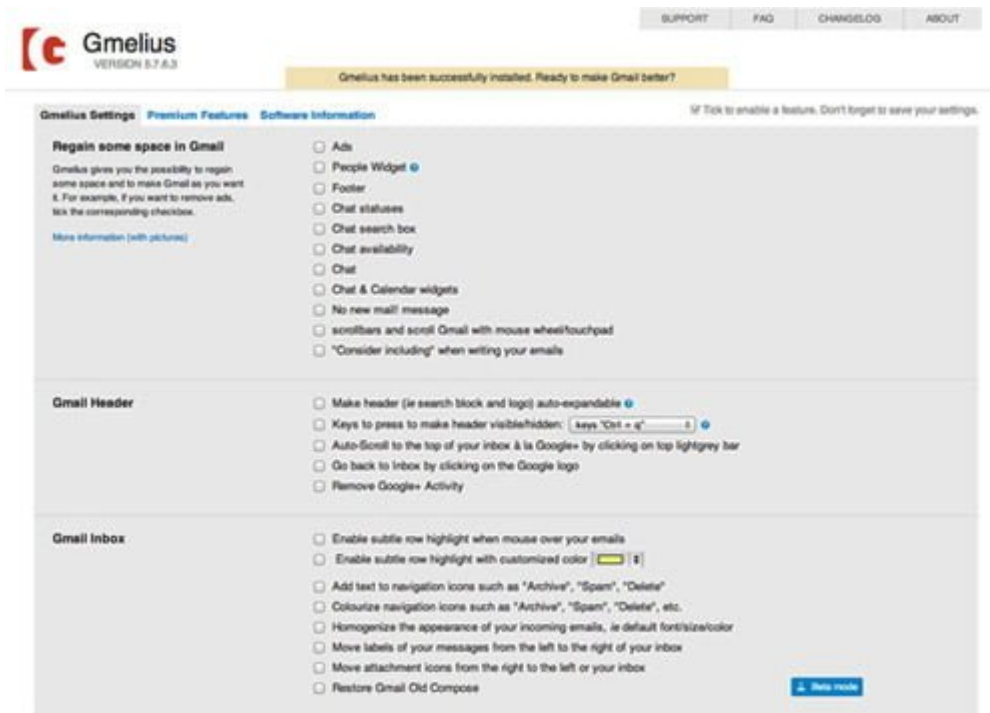 SUPPORT FAQ CHANGELOG ABOUT
Gmelius
VERSION 5.7.6.3
Gmelius has been successfully installed. Ready to make Gmail better?
Gmelius Settings Premium Features Software Information
Tick to enable a feature. Don't forget to save your settings.
Regain some space in Gmail
Gmelius gives you the possibility to regain
some space and to make Gmail as you want
it. For example, if you want to remove ads,
tick the corresponding checkbox.
More information (with pictures)
Ads
People Widget
Footer
Chat statuses
Chat search box
Chat availability
Chat
Chat & Calendar widgets
No new mail! message
scrollbars and scroll Gmail with mouse wheel/touchpad
"Consider including" when writing your emails
Gmail Header
Make header (ie search block and logo) auto-expandable
Keys to press to make header visible/hidden: keys "Ctrl + q"
Auto-Scroll to the top of your inbox à la Google+ by clicking on top lightgrey bar
Go back to Inbox by clicking on the Google logo
Remove Google+ Activity
Gmail Inbox
Enable subtle row highlight when mouse over your emails
Enable subtle row highlight with customized color
Add text to navigation icons such as "Archive", "Spam", "Delete"
Colourize navigation icons such as "Archive", "Spam", "Delete", etc.
Homogenize the appearance of your incoming emails, ie default font/size/color
Move labels of your messages from the left to the right of your inbox
Move attachment icons from the right to the left or your inbox
Restore Gmail Old Compose
Beta mode